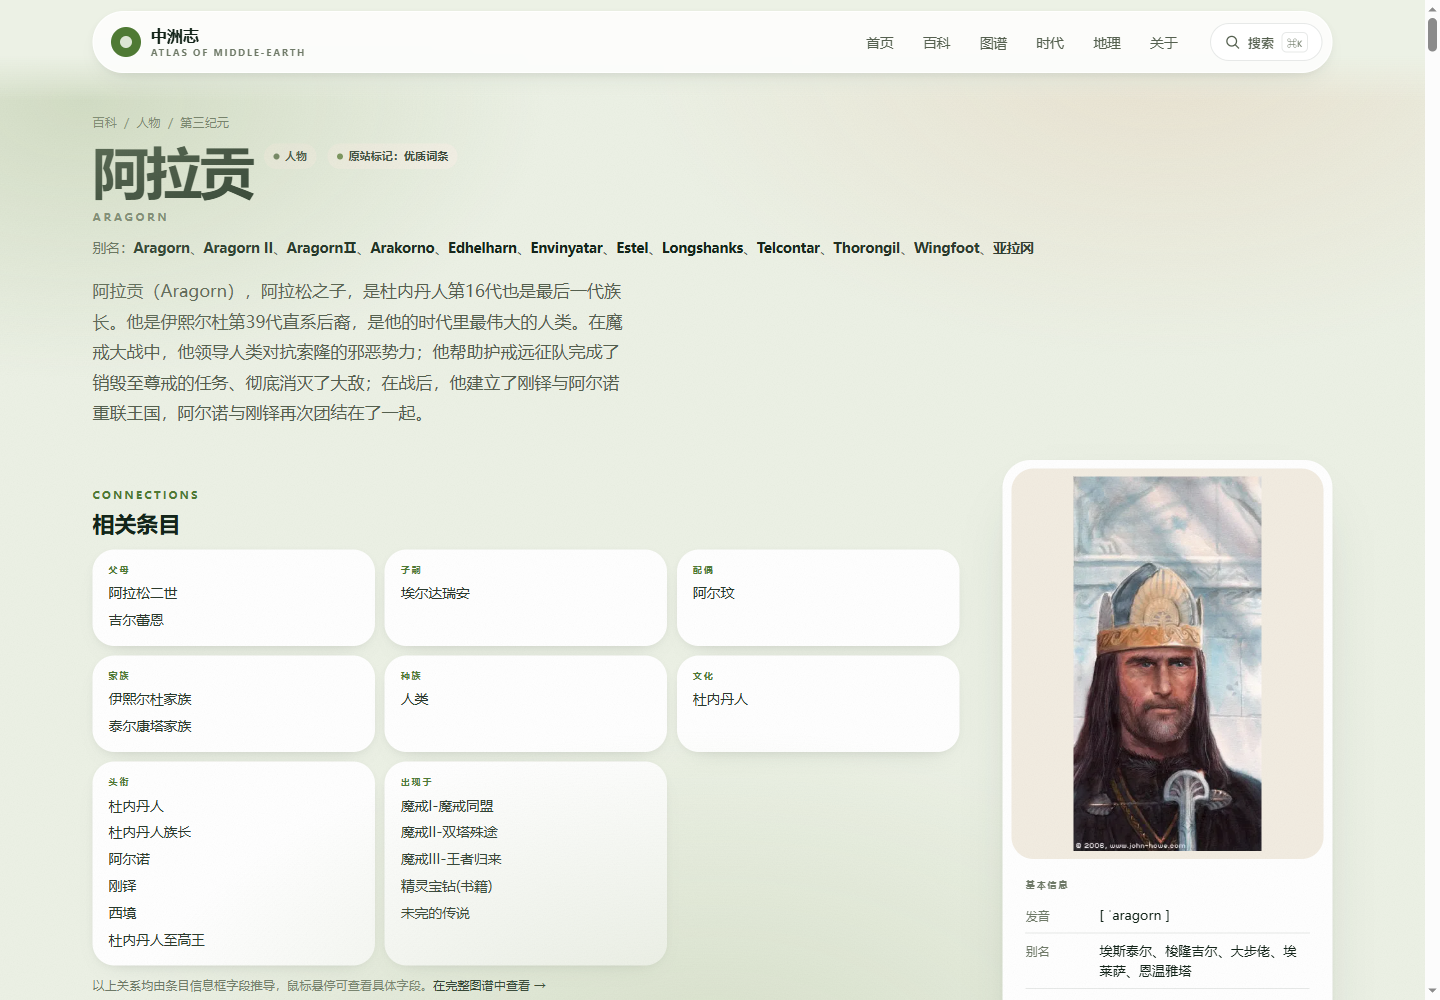 中洲志
ATLAS OF MIDDLE-EARTH
首页 百科 图谱 时代 地理 关于 搜索 ⌘K
百科 / 人物 / 第三纪元
阿拉贡 人物 原站标记：优质词条
ARAGORN
别名：Aragorn、Aragorn II、AragornⅡ、Arakorno、Edhelharn、Envinyatar、Estel、Longshanks、Telcontar、Thorongil、Wingfoot、亚拉冈
阿拉贡（Aragorn），阿拉松之子，是杜内丹人第16代也是最后一代族
长。他是伊熙尔杜第39代直系后裔，是他的时代里最伟大的人类。在魔
戒大战中，他领导人类对抗索隆的邪恶势力；他帮助护戒远征队完成了
销毁至尊戒的任务、彻底消灭了大敌；在战后，他建立了刚铎与阿尔诺
重联王国，阿尔诺与刚铎再次团结在了一起。
CONNECTIONS
相关条目
父母
阿拉松二世
吉尔蕾恩
子嗣
埃尔达瑞安
配偶
阿尔玟
家族
伊熙尔杜家族
泰尔康塔家族
种族
人类
文化
杜内丹人
头衔
杜内丹人
杜内丹人族长
阿尔诺
刚铎
西境
杜内丹人至高王
出现于
魔戒I-魔戒同盟
魔戒II-双塔殊途
魔戒III-王者归来
精灵宝钻(书籍)
未完的传说
以上关系均由条目信息框字段推导，鼠标悬停可查看具体字段。在完整图谱中查看 →
© 2006, www.john-howe.com
基本信息
发音 [ ˈaragorn ]
别名 埃斯泰尔、梭隆吉尔、大步佬、埃
莱萨、恩温雅塔